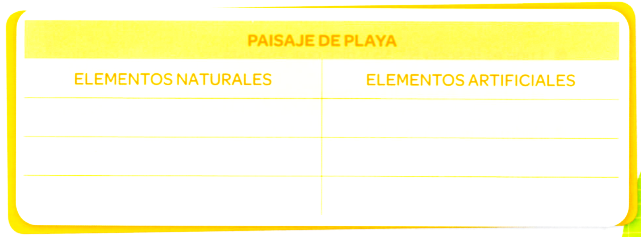 PAISAJE DE PLAYA
ELEMENTOS NATURALES
ELEMENTOS ARTIFICIALES